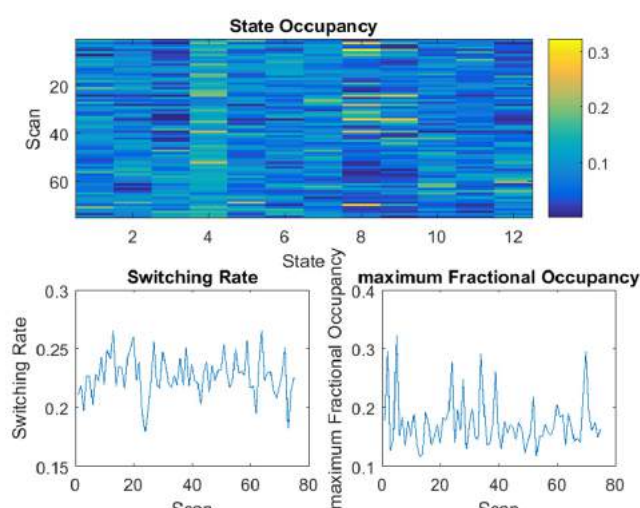 State Occupancy
Scan
20
40
60
2 4 6 8 10 12
State
0.3
0.2
0.1
Switching Rate
Switching Rate
0.3
0.25
0.2
0.15
0 20 40 60 80
Scan
maximum Fractional Occupancy
maximum Fractional Occupancy
0.4
0.3
0.2
0.1
0 20 40 60 80
Scan